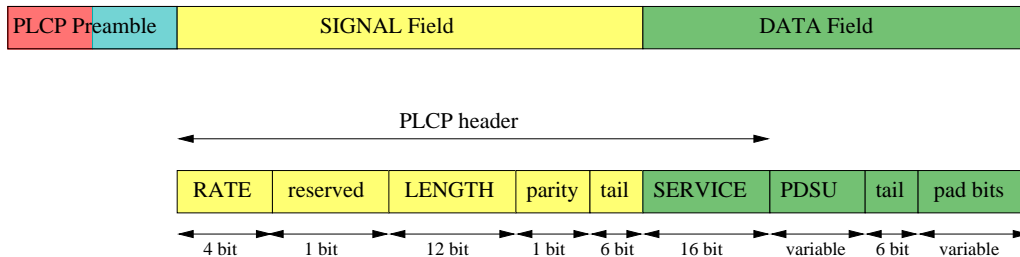 PLCP Preamble SIGNAL Field DATA Field
PLCP header
RATE reserved LENGTH parity tail SERVICE PDSU tail pad bits
4 bit 1 bit 12 bit 1 bit 6 bit 16 bit variable 6 bit variable